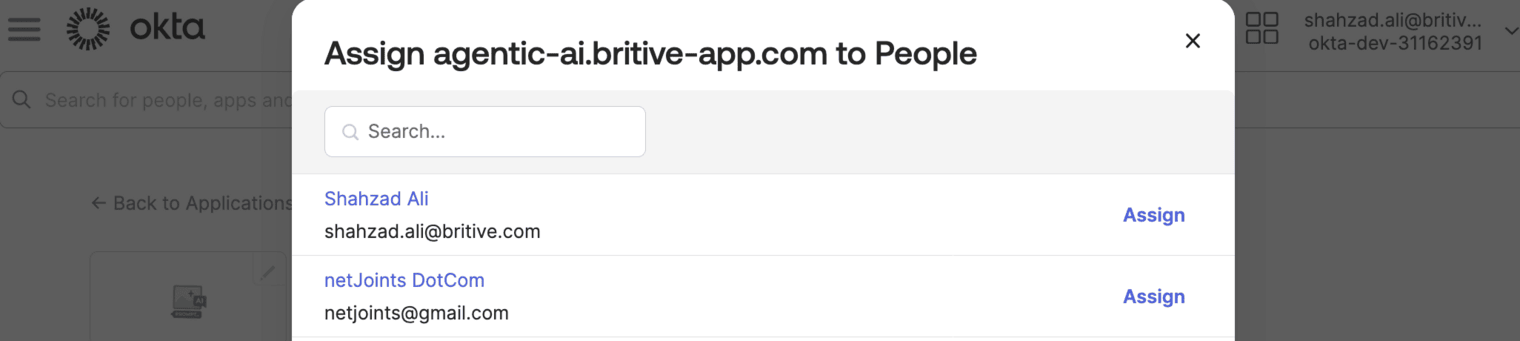 okta
Assign agentic-ai.britive-app.com to People
shahzad.ali@britiv...
okta-dev-31162391
Search for people, apps and
Search...
← Back to Applications
Shahzad Ali
shahzad.ali@britive.com
Assign
netJoints DotCom
netjoints@gmail.com
Assign
AI